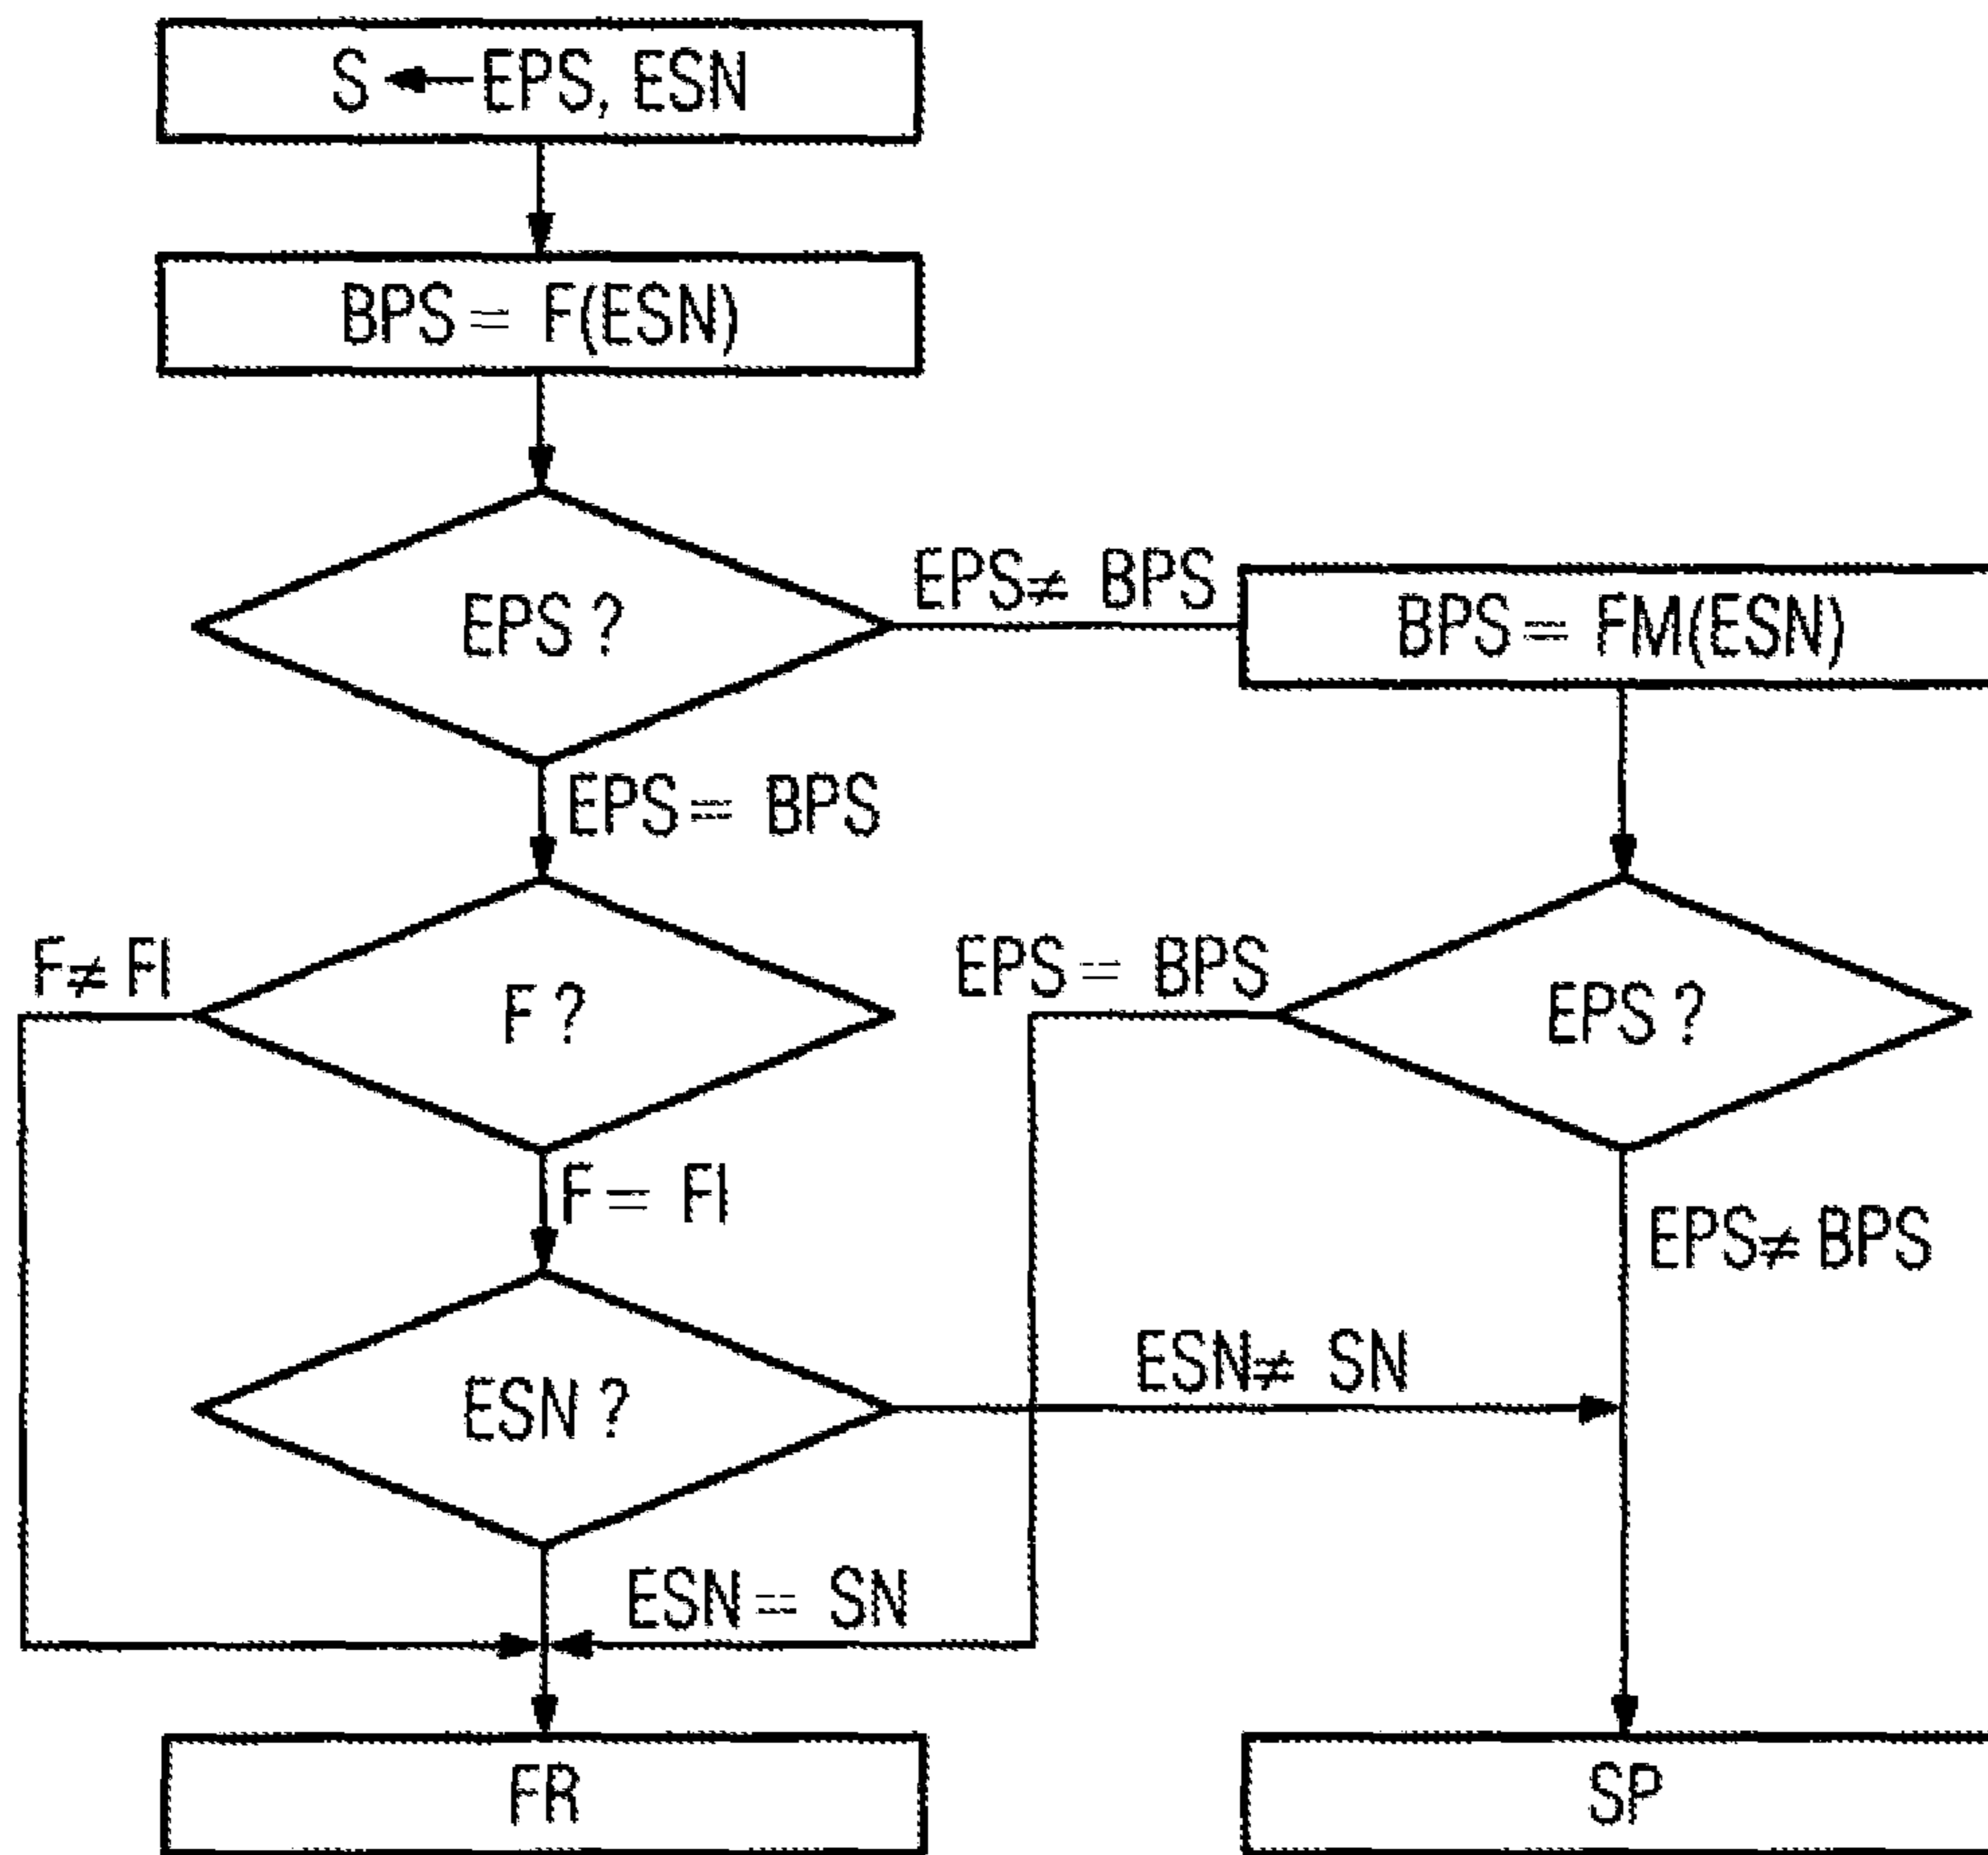 S ← EPS, ESN
BPS = F(ESN)
EPS ?
EPS ≠ BPS
BPS = FM(ESN)
EPS = BPS
F ≠ FI
F ?
EPS = BPS
EPS ?
F = FI
EPS ≠ BPS
ESN ?
ESN ≠ SN
ESN = SN
FR
SP